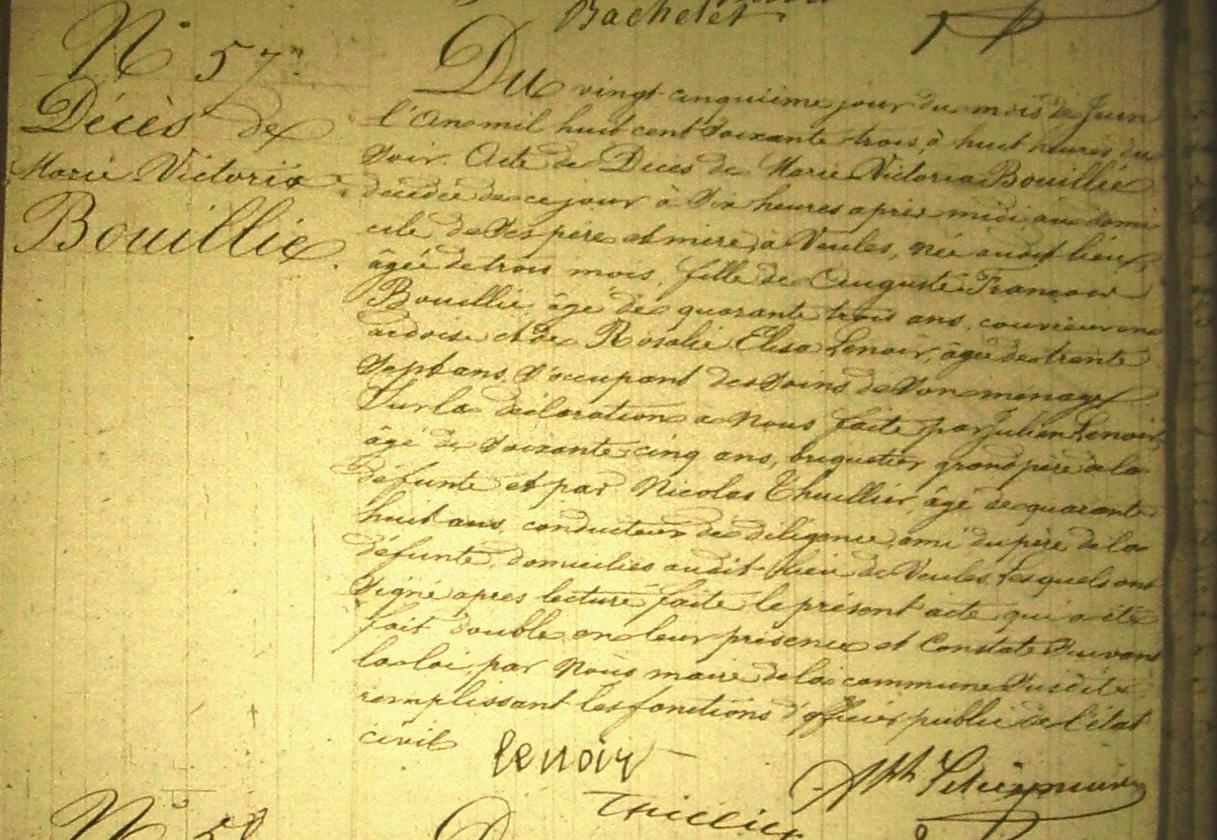 Bachelet
N° 57
Décès de
Marie Victoria
Bouillie
Du vingt cinquième jour du mois de Juin
l'An mil huit cent soixante trois, à huit heures du
soir. Acte de Décès de Marie Victoria Bouillie
décédée de ce jour à six heures après midi au domi
cile de ses père et mère, à Veules, née audit lieu,
âgée de trois mois, fille de Auguste François
Bouillie âgé de quarante trois ans, couvreur en
ardoise et de Rosalie Elisa Lenoir, âgée de trente
sept ans, s'occupant des soins de son ménage
Sur la déclaration a Nous faite par Julien Lenoir,
âgé de soixante cinq ans, briquetier grand père de la
défunte et par Nicolas Thuillier, âgé de quarante
huit ans conducteur de diligence, ami du père de la
défunte, domiciliés audit lieu de Veules, lesquels ont
signé après lecture faite le présent acte qui a été
fait double en leur présence et Constaté suivant
la loi par Nous maire de la commune susdite
remplissant les fonctions d'officier public de l'état
civil
lenoir
N° 58